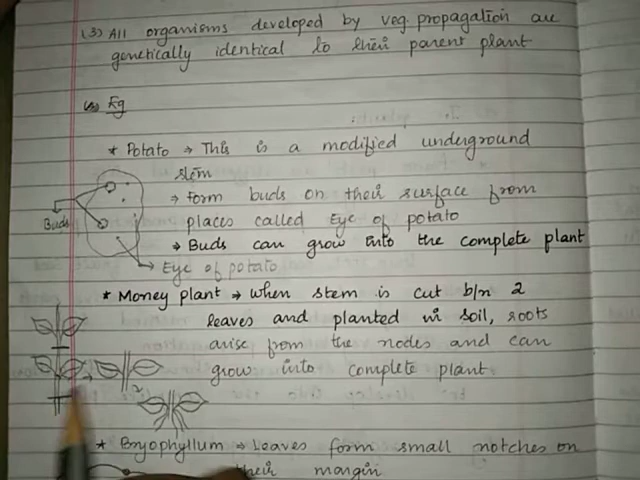 (3) All organisms developed by veg. propagation are
genetically identical to their parent plant
Eg
* Potato → This is a modified underground
stem
→ Form buds on their surface from
places called Eye of potato
Buds
→ Buds can grow into the complete plant
→ Eye of potato
* Money plant → when stem is cut b/n 2
leaves and planted in soil, roots
arise from the nodes and can
grow into complete plant
* Bryophyllum → Leaves form small notches on
their margin